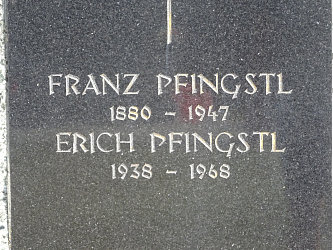 FRANZ PFINGSTL
1880 - 1947
ERICH PFINGSTL
1938 - 1968